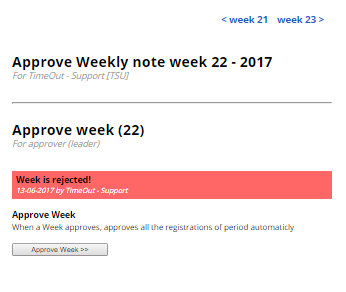 < week 21 week 23 >
Approve Weekly note week 22 - 2017
For TimeOut - Support [TSU]
Approve week (22)
For approver (leader)
Week is rejected!
13-06-2017 by TimeOut - Support
Approve Week
When a Week approves, approves all the registrations of period automaticly
Approve Week >>